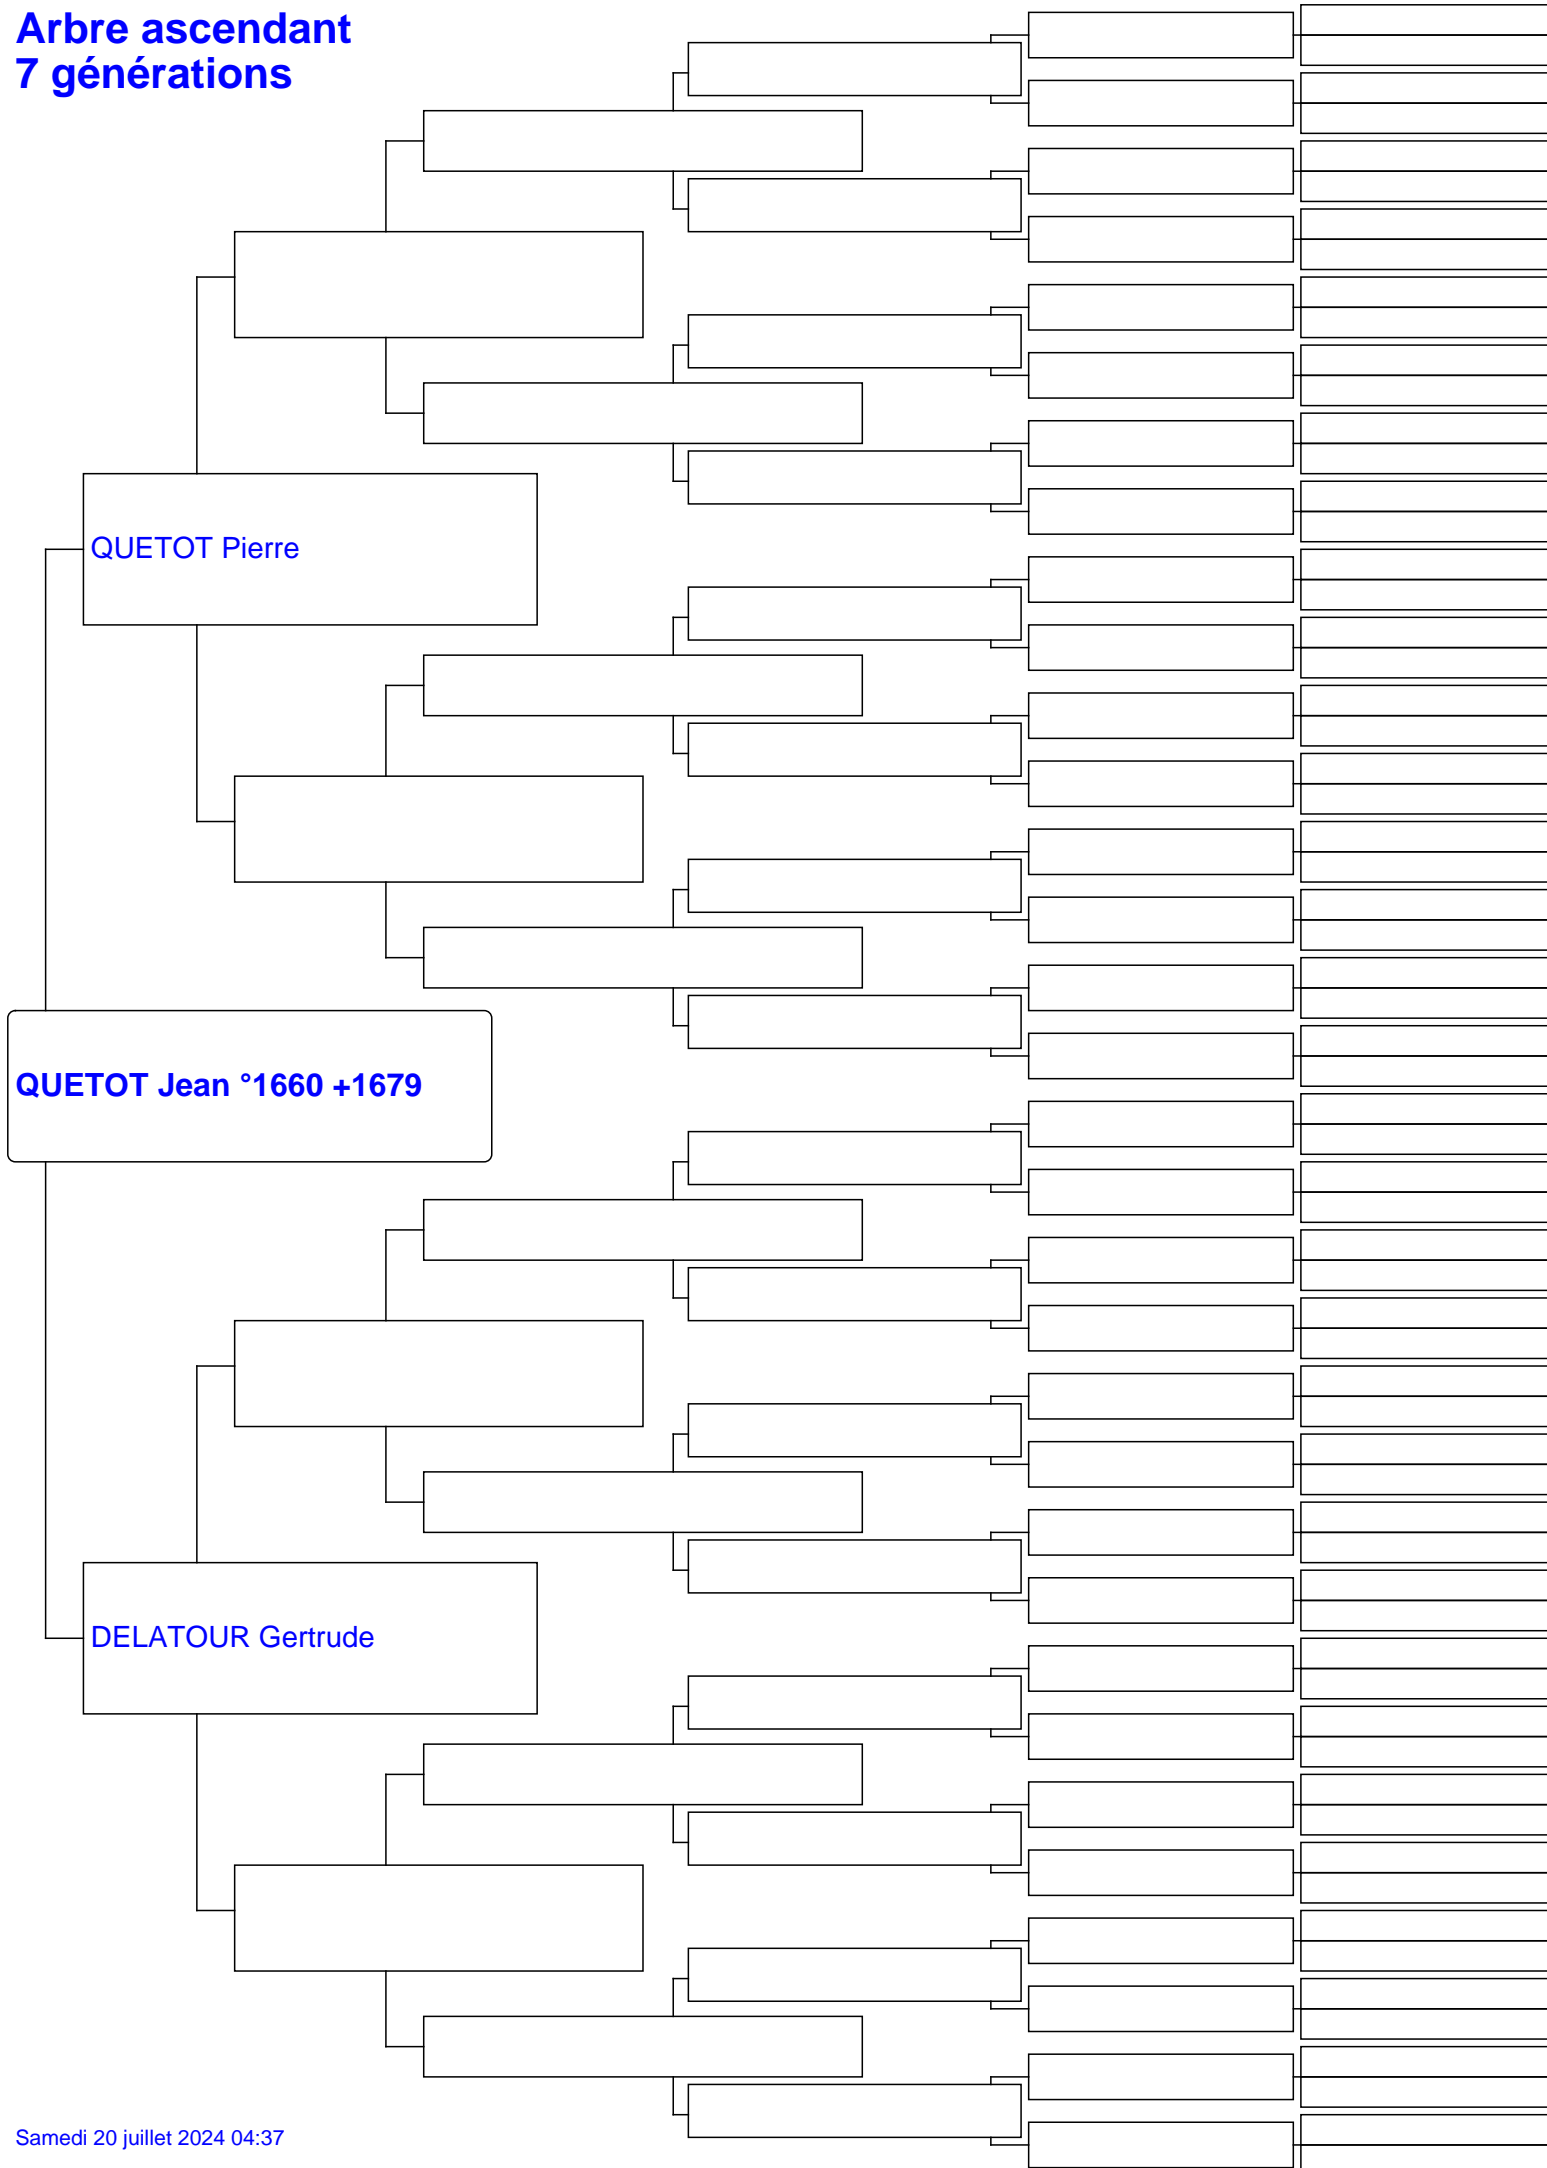 Arbre ascendant
7 générations
QUETOT Pierre
QUETOT Jean °1660 +1679
DELATOUR Gertrude
Samedi 20 juillet 2024 04:37